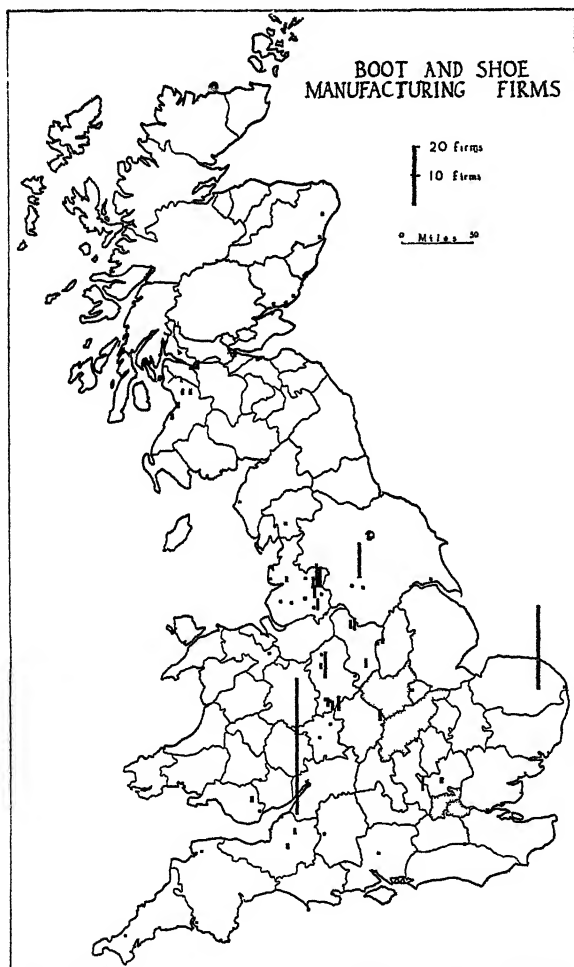 BOOT AND SHOE
MANUFACTURING FIRMS
20 firms
10 firms
0 Miles 50